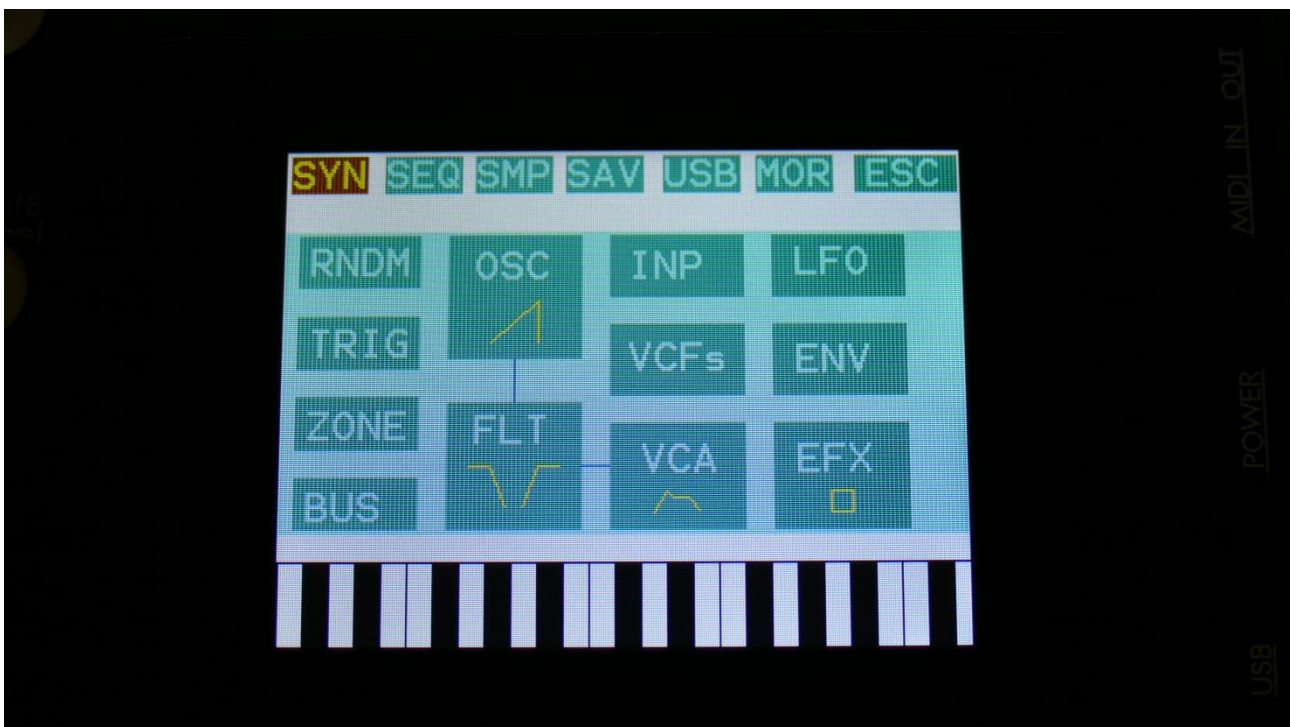 SYN SEQ SMP SAV USB MOR ESC
RNDM OSC INP LFO
TRIG VCFs ENV
ZONE FLT VCA EFX
BUS
MIDI IN OUT
POWER
USB